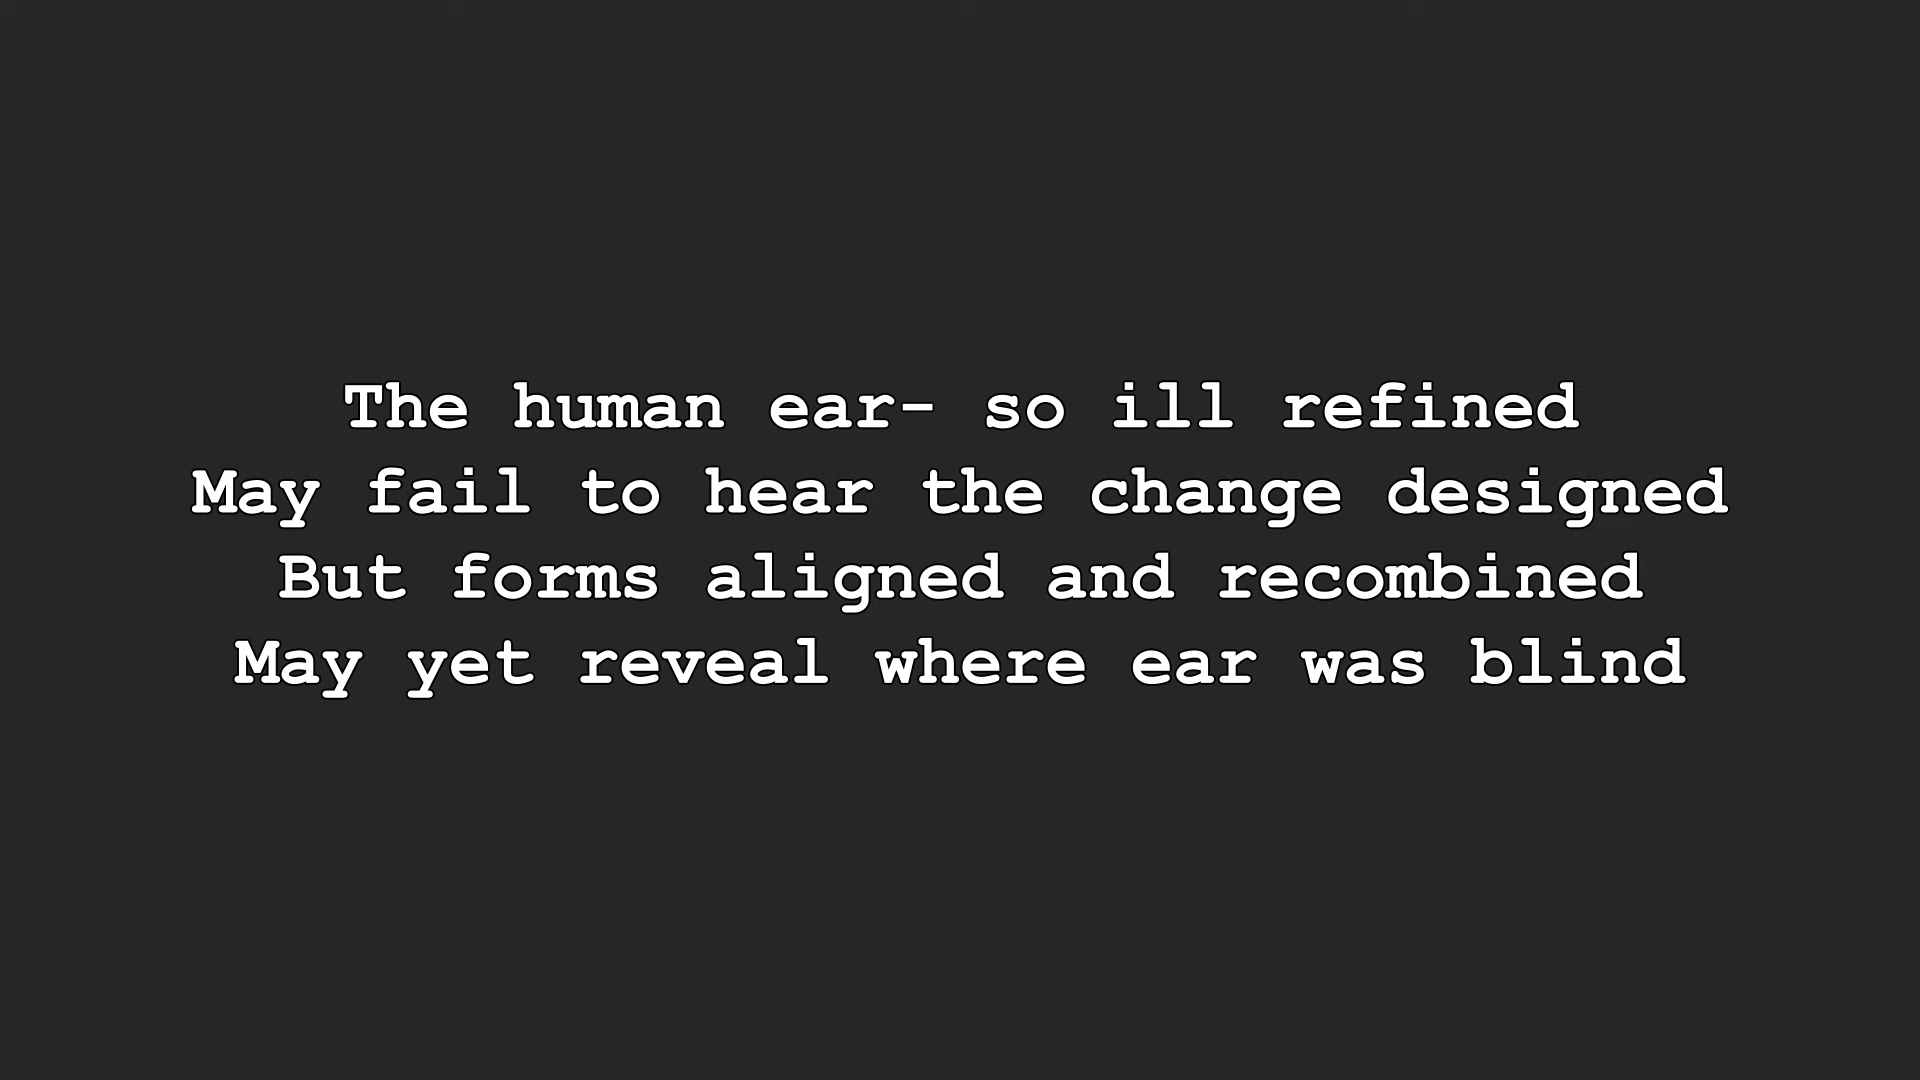 The human ear- so ill refined
May fail to hear the change designed
But forms aligned and recombined
May yet reveal where ear was blind